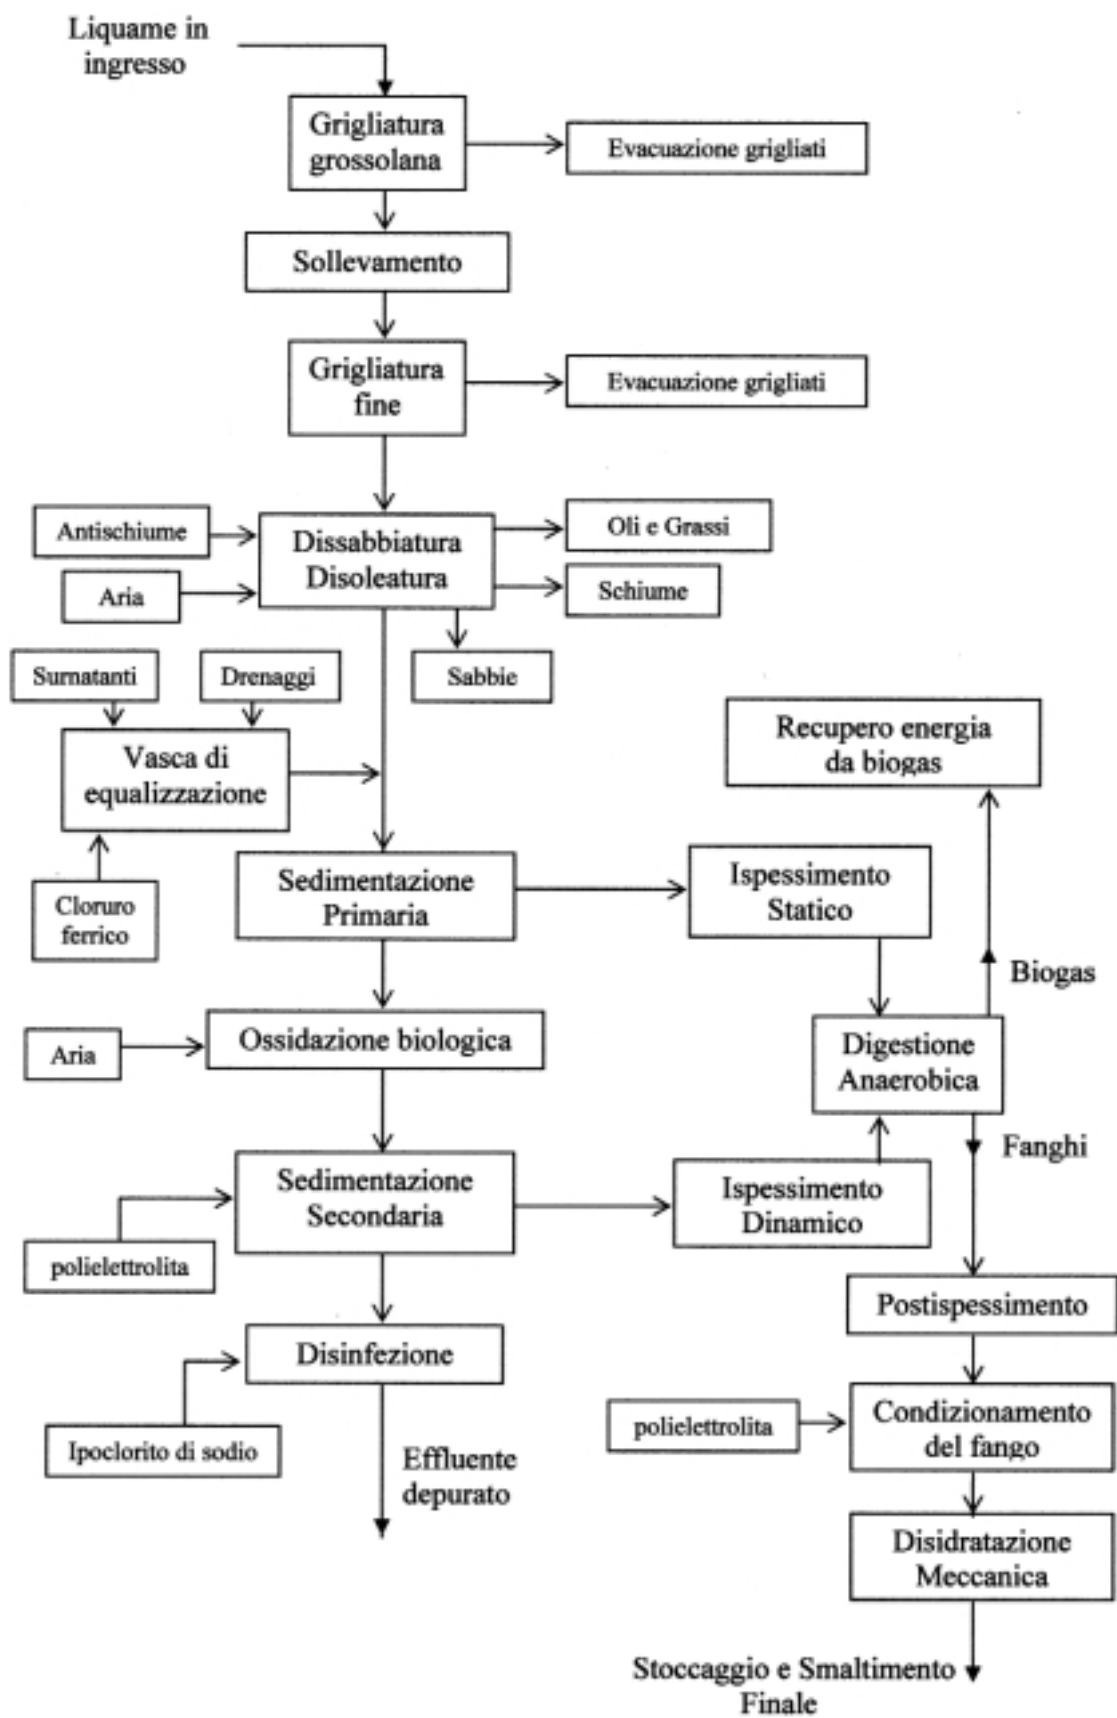 Liquame in
ingresso
Grigliatura
grossolana
Evacuazione grigliati
Sollevamento
Grigliatura
fine
Evacuazione grigliati
Antischiume
Aria
Dissabbiatura
Disoleatura
Oli e Grassi
Schiume
Sabbie
Surnatanti
Drenaggi
Vasca di
equalizzazione
Cloruro
ferrico
Recupero energia
da biogas
Sedimentazione
Primaria
Ispessimento
Statico
Biogas
Aria
Ossidazione biologica
Digestione
Anaerobica
Fanghi
Sedimentazione
Secondaria
Ispessimento
Dinamico
polielettrolita
Postispessimento
Disinfezione
Ipoclorito di sodio
Effluente
depurato
polielettrolita
Condizionamento
del fango
Disidratazione
Meccanica
Stoccaggio e Smaltimento
Finale